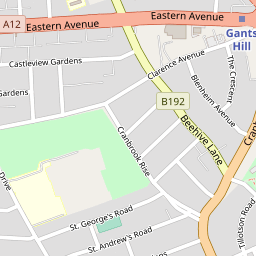 A12
Eastern Avenue
Eastern Avenue
Gants
Hill
Castleview Gardens
Clarence Avenue
The Crescent
Blenheim Avenue
Gardens
B192
Beehive Lane
Cran
Cranbrook Rise
Drive
St. George's Road
St. Andrew's Road
Tillotson Road